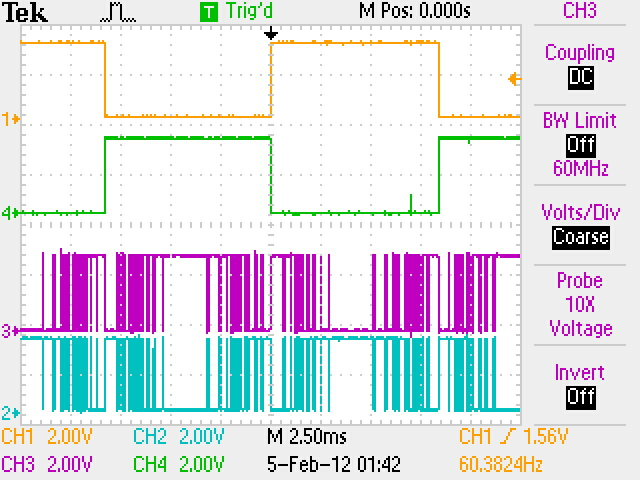 Tek T Trig'd M Pos: 0.000s CH3
Coupling
DC
BW Limit
Off
60MHz
Volts/Div
Coarse
Probe
10X
Voltage
Invert
Off
1
4
3
2
CH1 2.00V CH2 2.00V M 2.50ms CH1 1.56V
CH3 2.00V CH4 2.00V 5-Feb-12 01:42 60.3824Hz